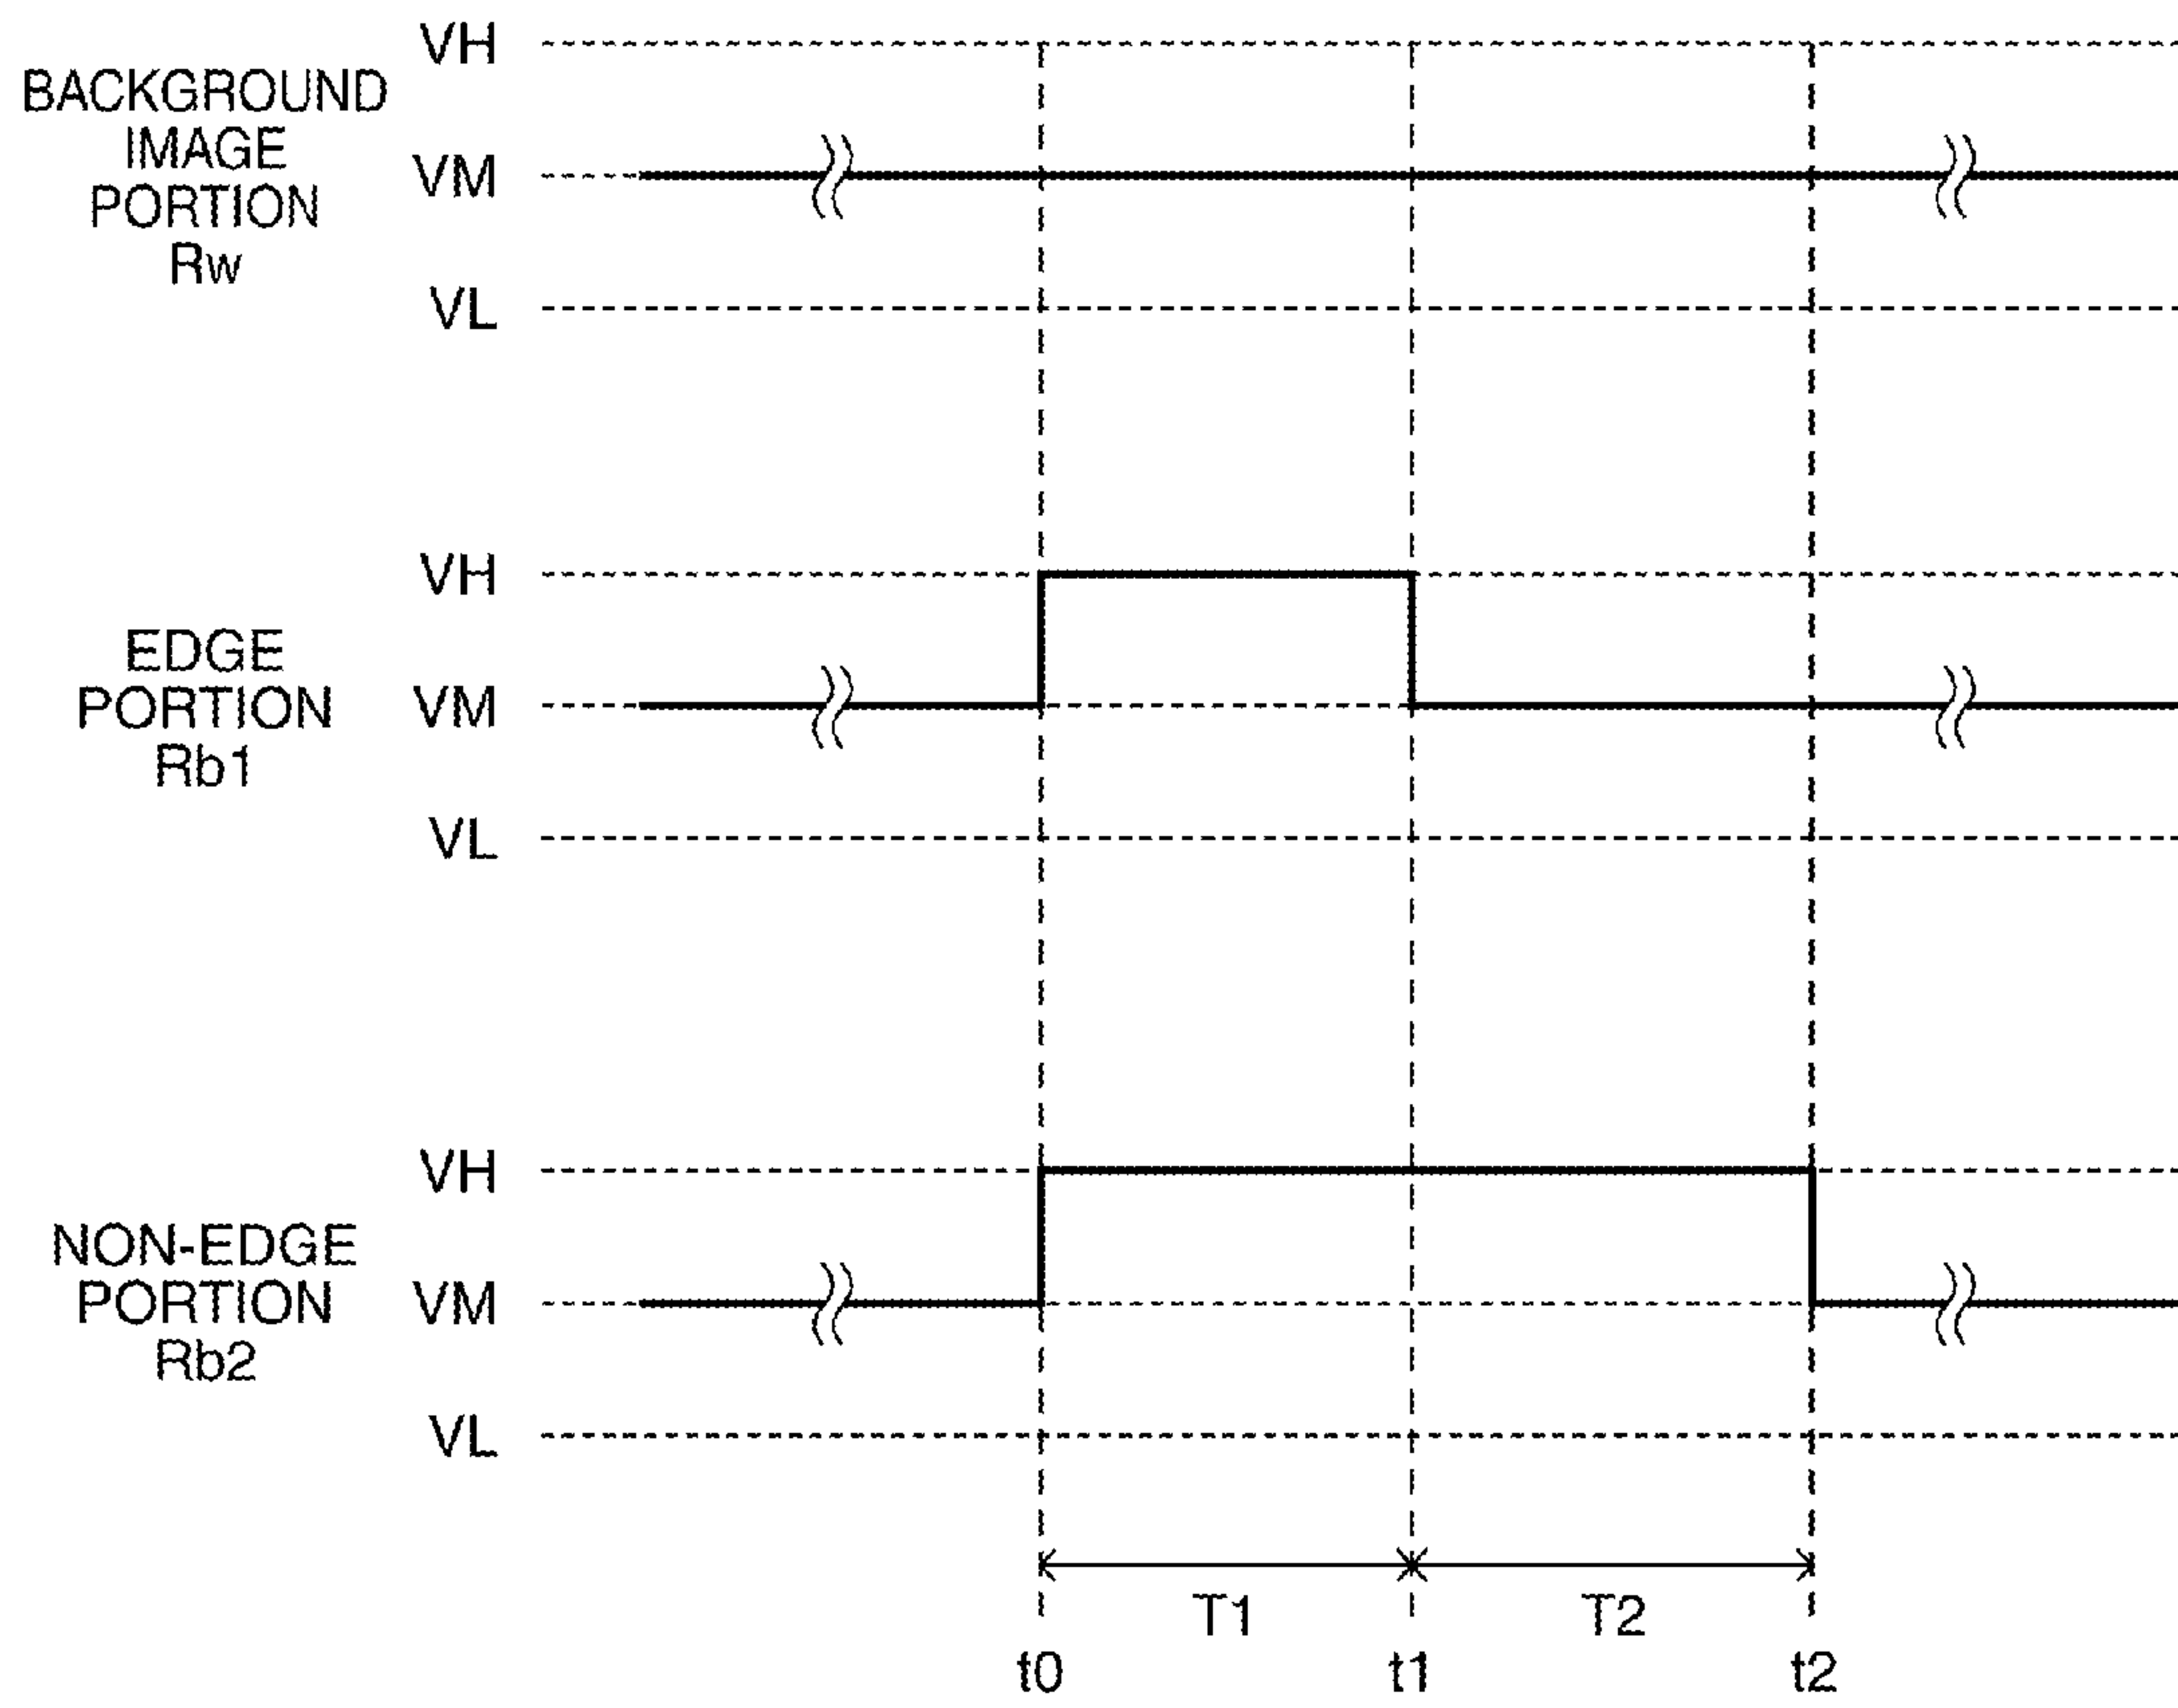 VH
BACKGROUND
IMAGE
PORTION
Rw
VM
VL
VH
EDGE
PORTION
Rb1
VM
VL
VH
NON-EDGE
PORTION
Rb2
VM
VL
T1
T2
t0
t1
t2